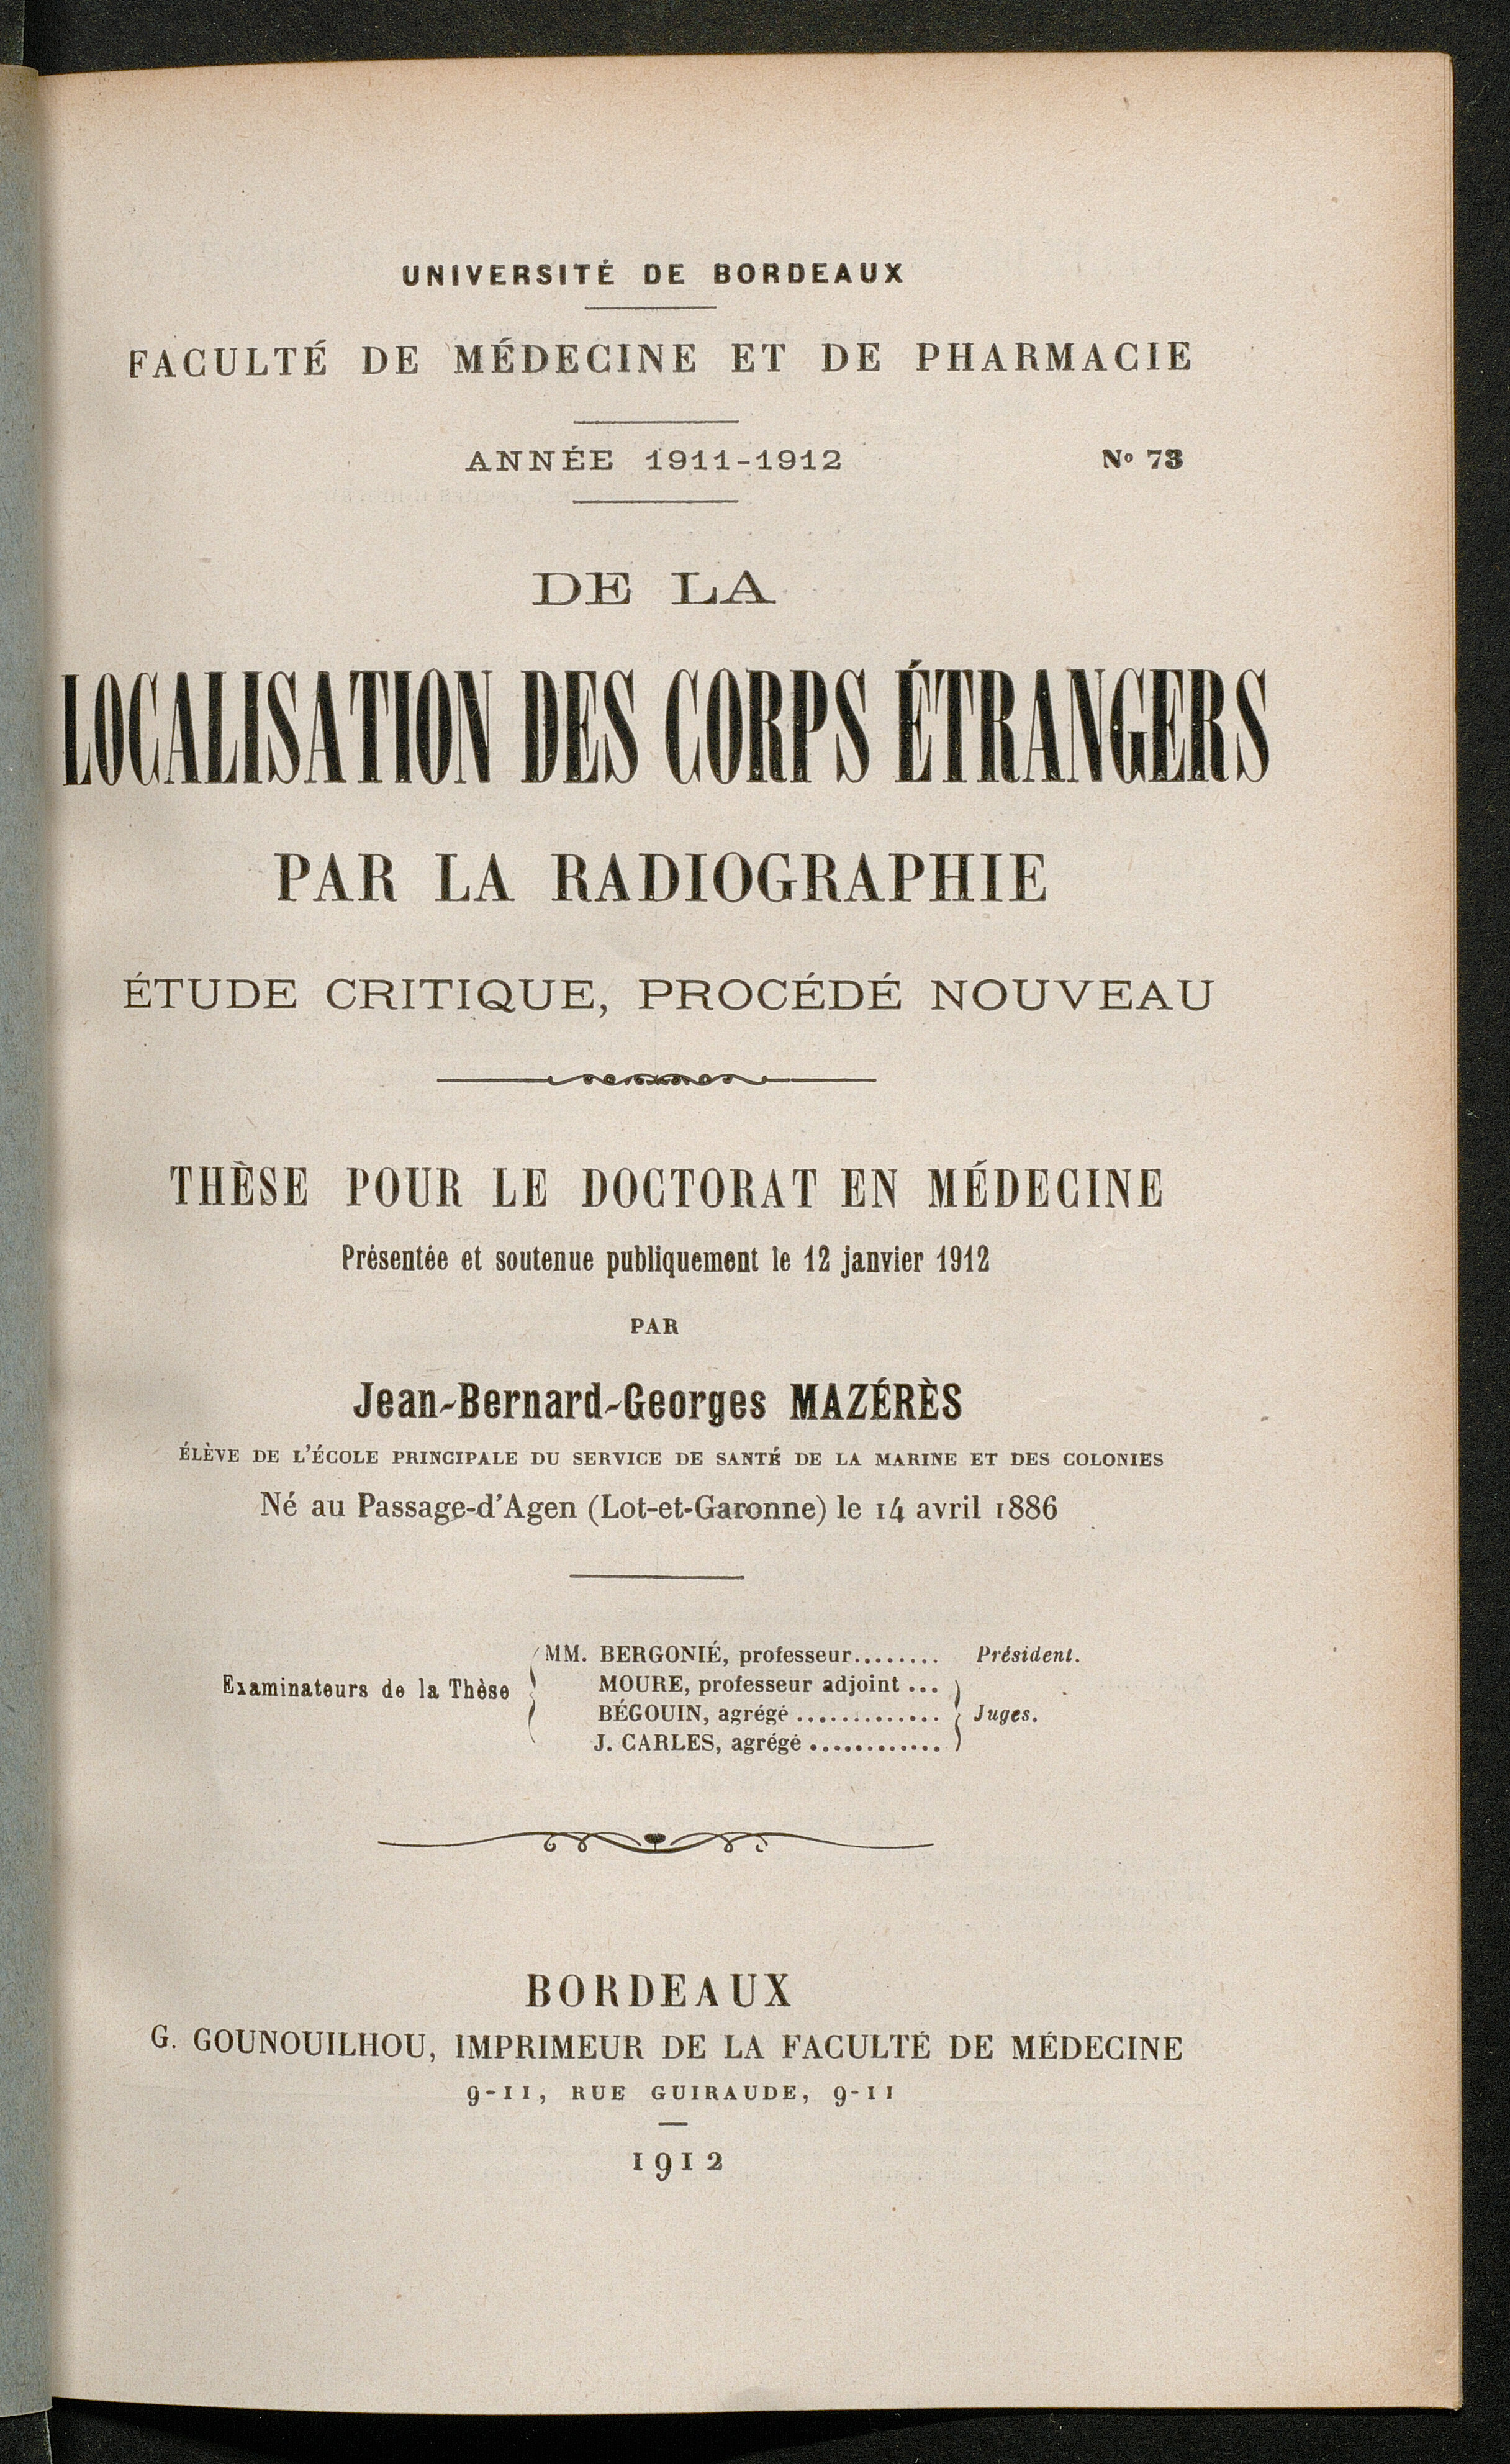 UNIVERSITÉ DE BORDEAUX
FACULTÉ DE MÉDECINE ET DE PHARMACIE
ANNÉE 1911-1912 No 73
DE LA
LOCALISATION DES CORPS ÉTRANGERS
PAR LA RADIOGRAPHIE
ÉTUDE CRITIQUE, PROCÉDÉ NOUVEAU
THÈSE POUR LE DOCTORAT EN MÉDECINE
Présentée et soutenue publiquement le 12 janvier 1912
PAR
Jean-Bernard-Georges MAZÉRÈS
ÉLÈVE DE L'ÉCOLE PRINCIPALE DU SERVICE DE SANTÉ DE LA MARINE ET DES COLONIES
Né au Passage-d'Agen (Lot-et-Garonne) le 14 avril 1886
Examinateurs de la Thèse
MM. BERGONIÉ, professeur........ Président.
MOURE, professeur adjoint ...
BÉGOUIN, agrégé ............. Juges.
J. CARLES, agrégé ............
BORDEAUX
G. GOUNOUILHOU, IMPRIMEUR DE LA FACULTÉ DE MÉDECINE
9-11, RUE GUIRAUDE, 9-11
1912